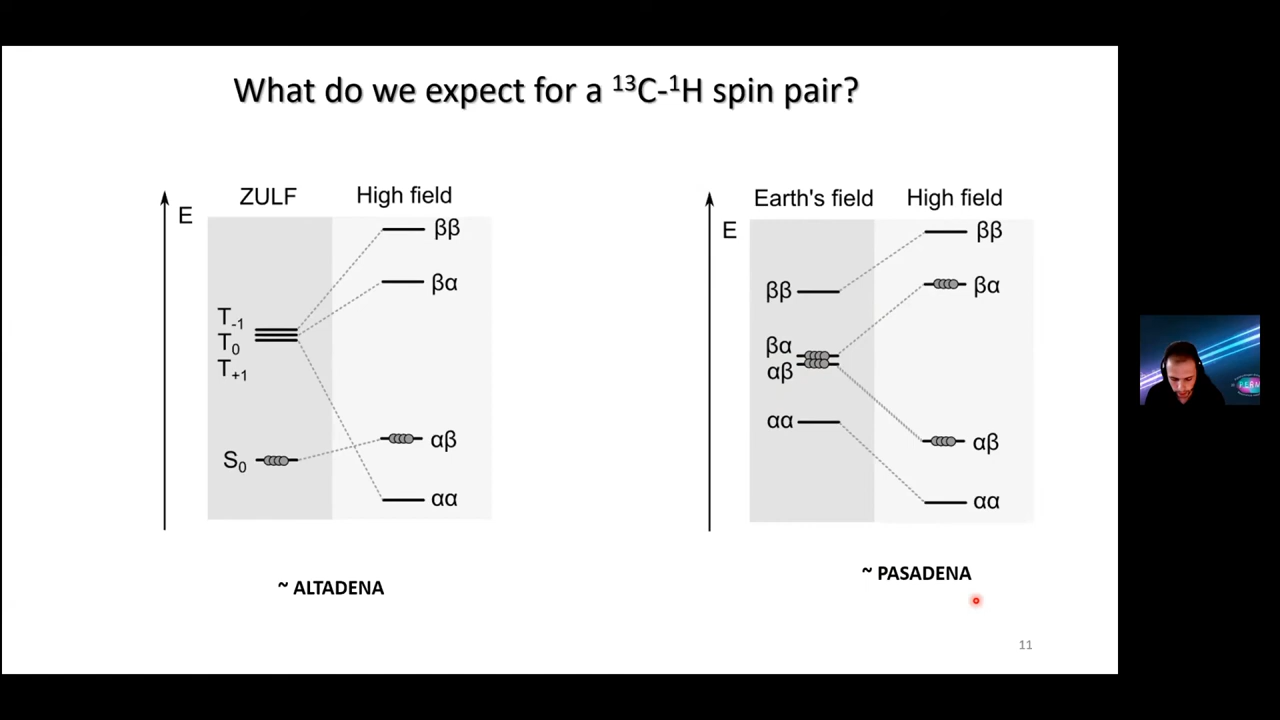 What do we expect for a ¹³C-¹H spin pair?
ZULF
High field
E
ββ
βα
T₋₁
T₀
T₊₁
αβ
S₀
αα
~ ALTADENA
Earth's field
High field
E
ββ
ββ
βα
βα
αβ
αα
αβ
αα
~ PASADENA
11